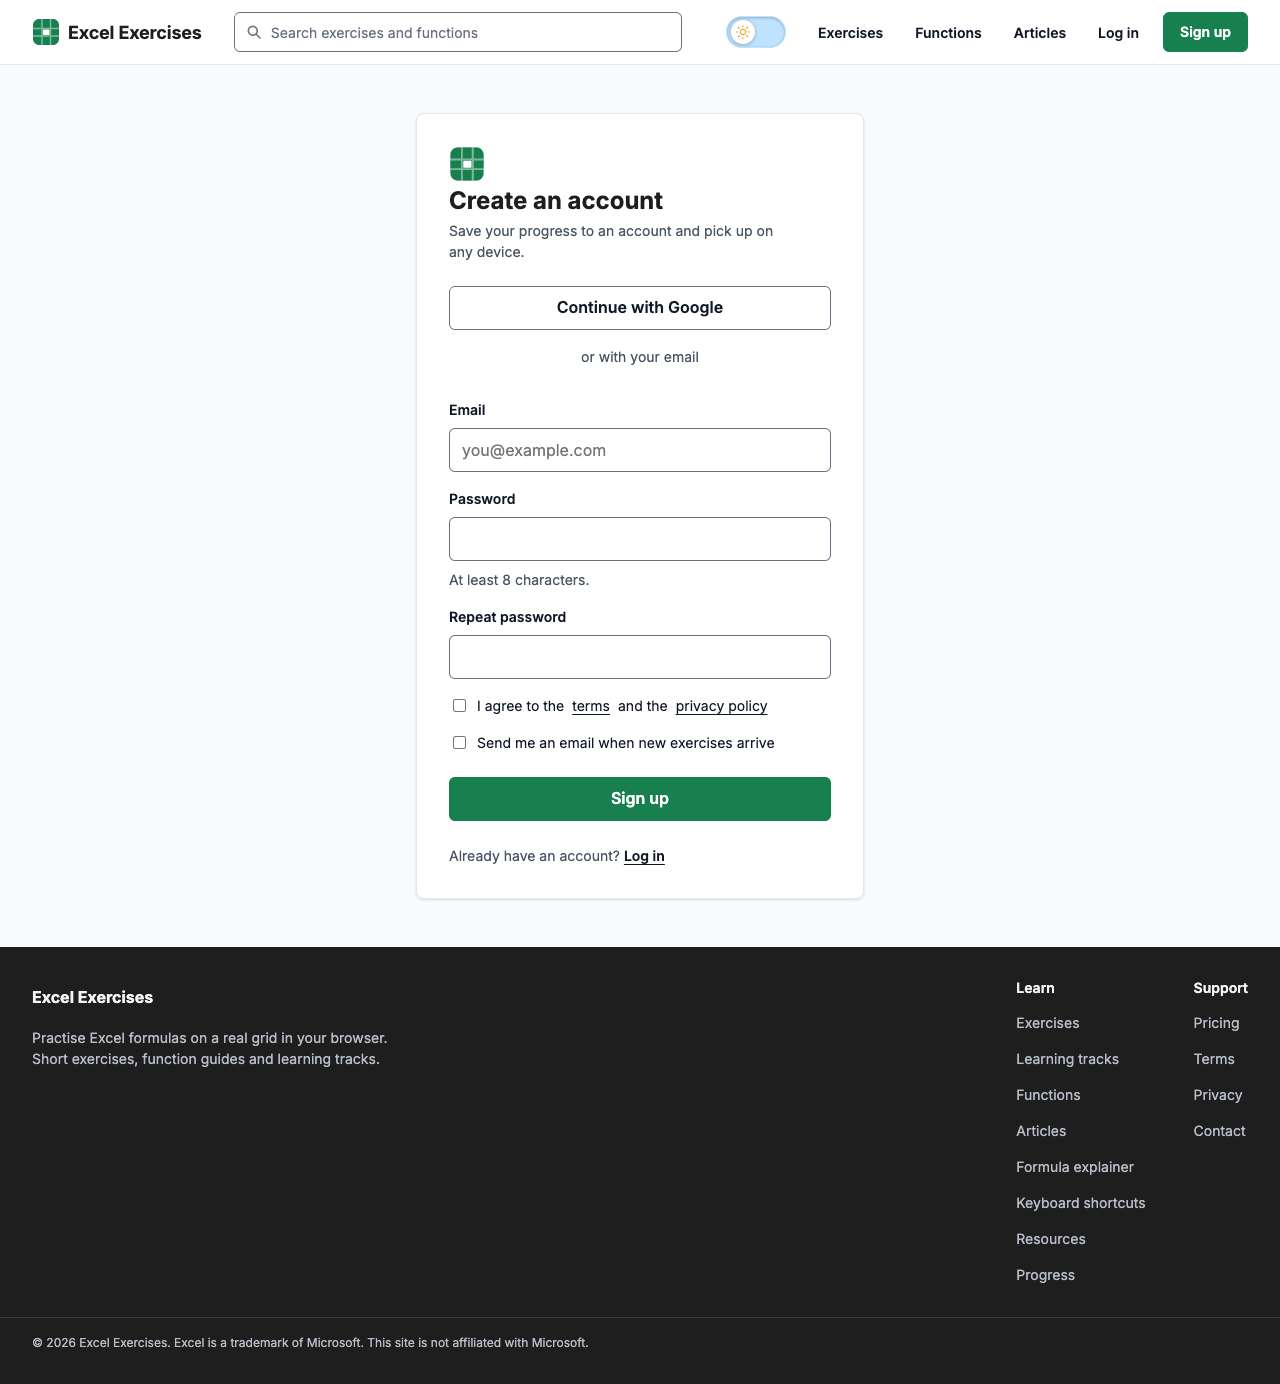 Excel Exercises
Search exercises and functions
Exercises
Functions
Articles
Log in
Sign up
Create an account
Save your progress to an account and pick up on
any device.
Continue with Google
or with your email
Email
you@example.com
Password
At least 8 characters.
Repeat password
I agree to the terms and the privacy policy
Send me an email when new exercises arrive
Sign up
Already have an account? Log in
Excel Exercises
Practise Excel formulas on a real grid in your browser.
Short exercises, function guides and learning tracks.
Learn
Exercises
Learning tracks
Functions
Articles
Formula explainer
Keyboard shortcuts
Resources
Progress
Support
Pricing
Terms
Privacy
Contact
© 2026 Excel Exercises. Excel is a trademark of Microsoft. This site is not affiliated with Microsoft.